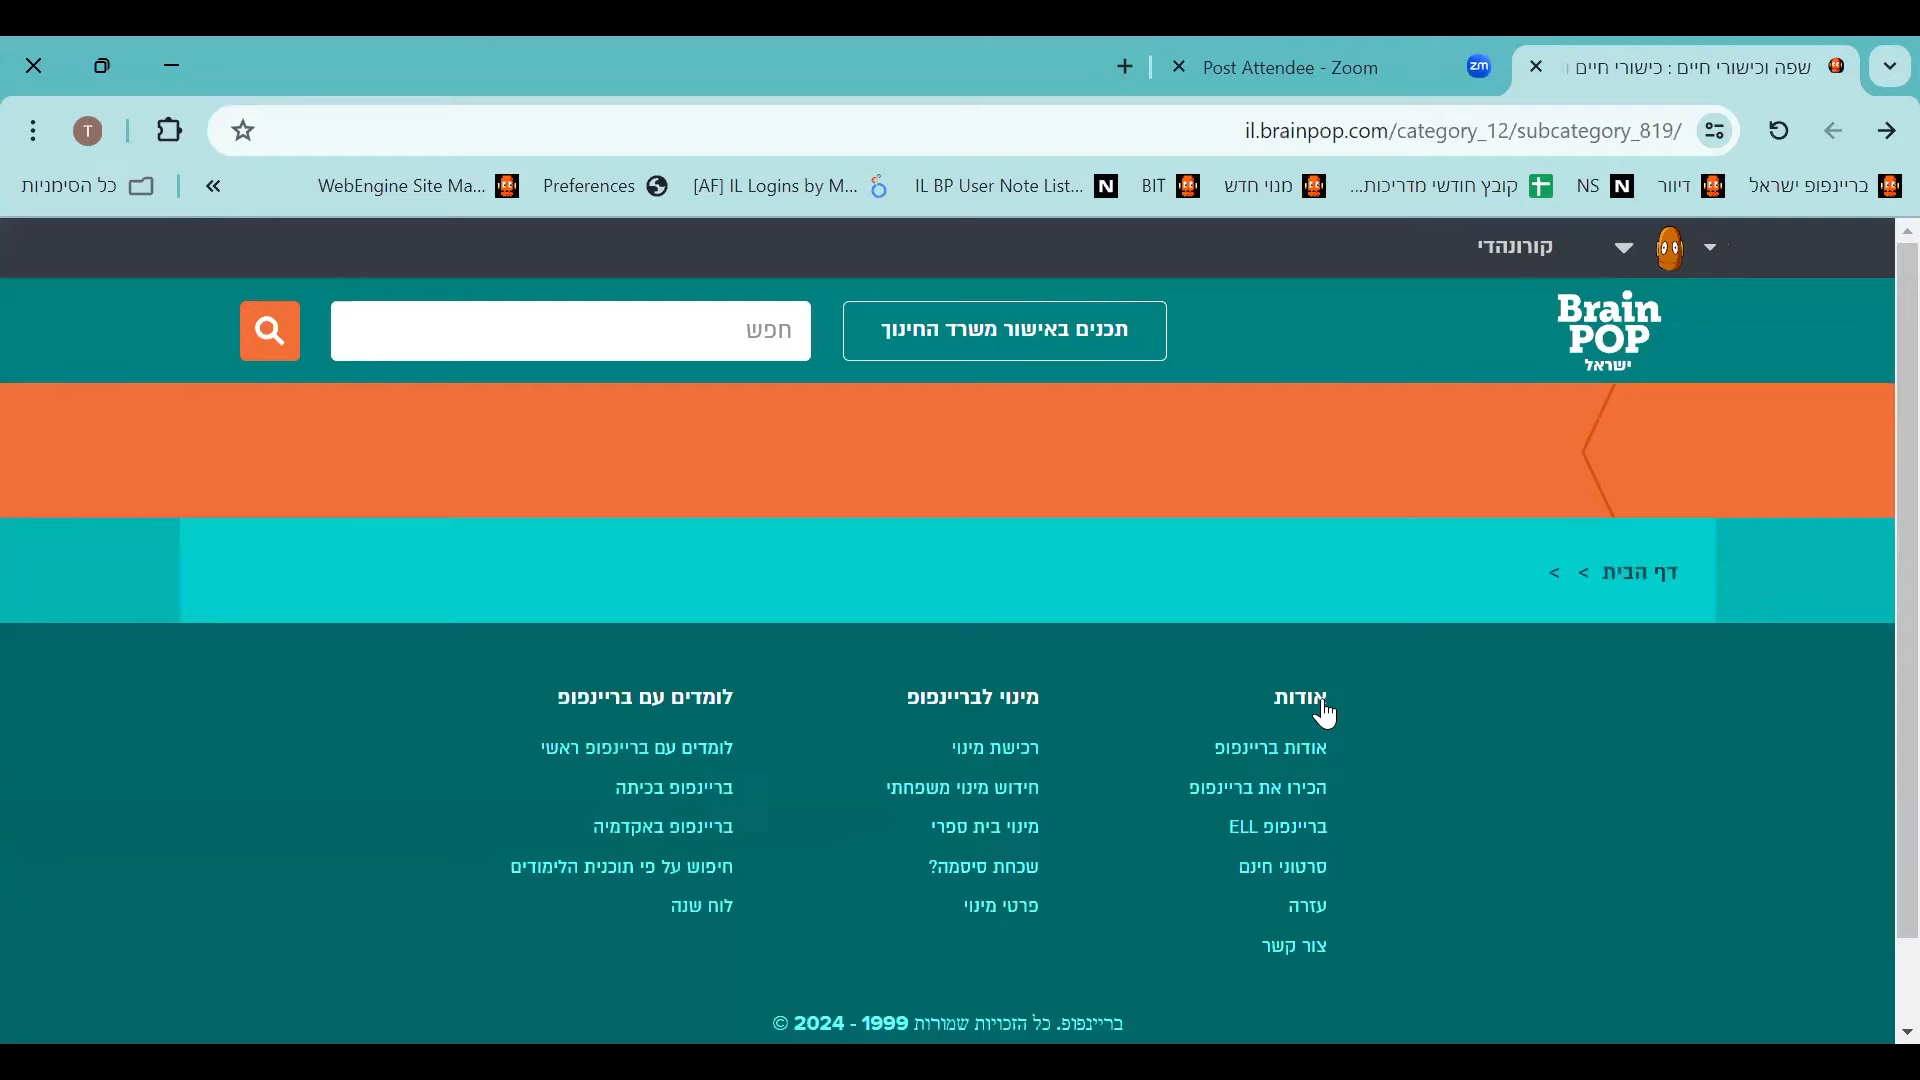 שפה וכישורי חיים : כישורי חיים ו
Post Attendee - Zoom
zm
il.brainpop.com/category_12/subcategory_819/
T
בריינפופ ישראל
דיוור
NS
קובץ חודשי מדריכות...
מנוי חדש
BIT
IL BP User Note List...
[AF] IL Logins by M...
Preferences
WebEngine Site Ma...
«
כל הסימניות
קורונהדי
Brain
POP
ישראל
תכנים באישור משרד החינוך
חפש
דף הבית > >
אודות
אודות בריינפופ
הכירו את בריינפופ
בריינפופ ELL
סרטוני חינם
עזרה
צור קשר
מינוי לבריינפופ
רכישת מינוי
חידוש מינוי משפחתי
מינוי בית ספרי
שכחת סיסמה?
פרטי מינוי
לומדים עם בריינפופ
לומדים עם בריינפופ ראשי
בריינפופ בכיתה
בריינפופ באקדמיה
חיפוש על פי תוכנית הלימודים
לוח שנה
בריינפופ. כל הזכויות שמורות 1999 - 2024 ©